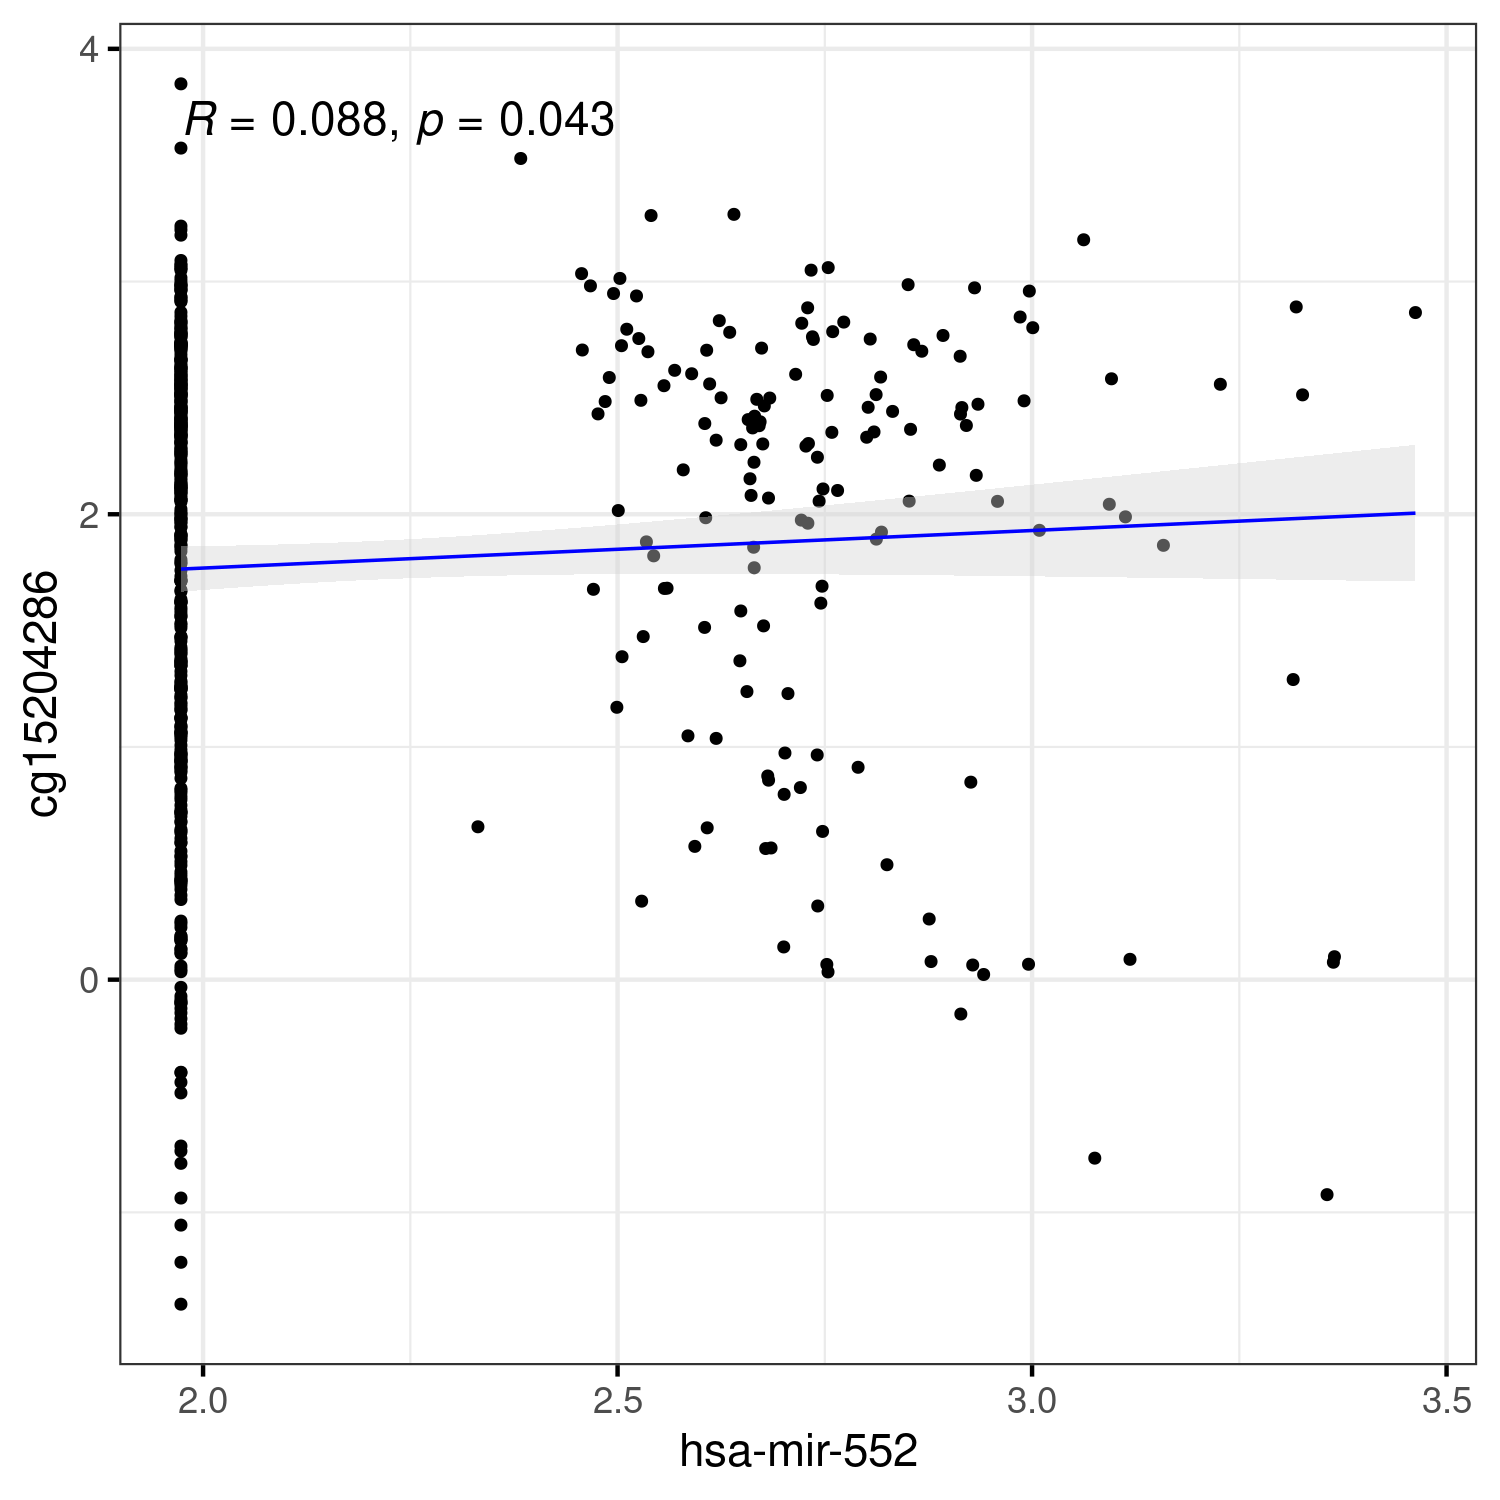 4
R = 0.088, p = 0.043
2
0
cg15204286
2.0 2.5 3.0 3.5
hsa-mir-552